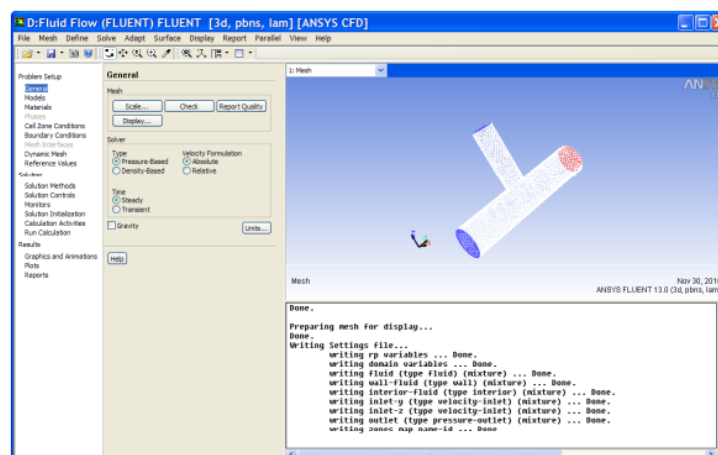 D:Fluid Flow (FLUENT) FLUENT [3d, pbns, lam] [ANSYS CFD]
File Mesh Define Solve Adapt Surface Display Report Parallel View Help
Problem Setup
General
Models
Materials
Phases
Cell Zone Conditions
Boundary Conditions
Mesh Interfaces
Dynamic Mesh
Reference Values
Solution
Solution Methods
Solution Controls
Monitors
Solution Initialization
Calculation Activities
Run Calculation
Results
Graphics and Animations
Plots
Reports
General
Mesh
Scale... Check Report Quality
Display...
Solver
Type Velocity Formulation
Pressure-Based Absolute
Density-Based Relative
Time
Steady
Transient
Gravity Units...
Help
1: Mesh
Mesh Nov 30, 2010
ANSYS FLUENT 13.0 (3d, pbns, lam
Done.
Preparing mesh for display...
Done.
Writing Settings file...
writing rp variables ... Done.
writing domain variables ... Done.
writing fluid (type fluid) (mixture) ... Done.
writing wall-fluid (type wall) (mixture) ... Done.
writing interior-fluid (type interior) (mixture) ... Done.
writing inlet-y (type velocity-inlet) (mixture) ... Done.
writing inlet-z (type velocity-inlet) (mixture) ... Done.
writing outlet (type pressure-outlet) (mixture) ... Done.
writing zones map name-id ... Done